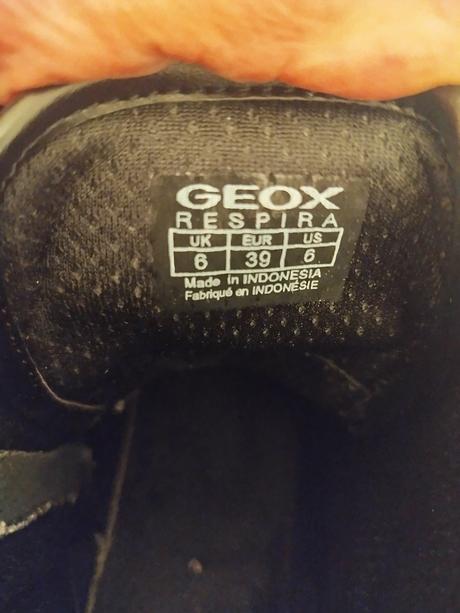 GEOX
RESPIRA
UK EUR US
6 39 6
Made in INDONESIA
Fabriqué en INDONÉSIE